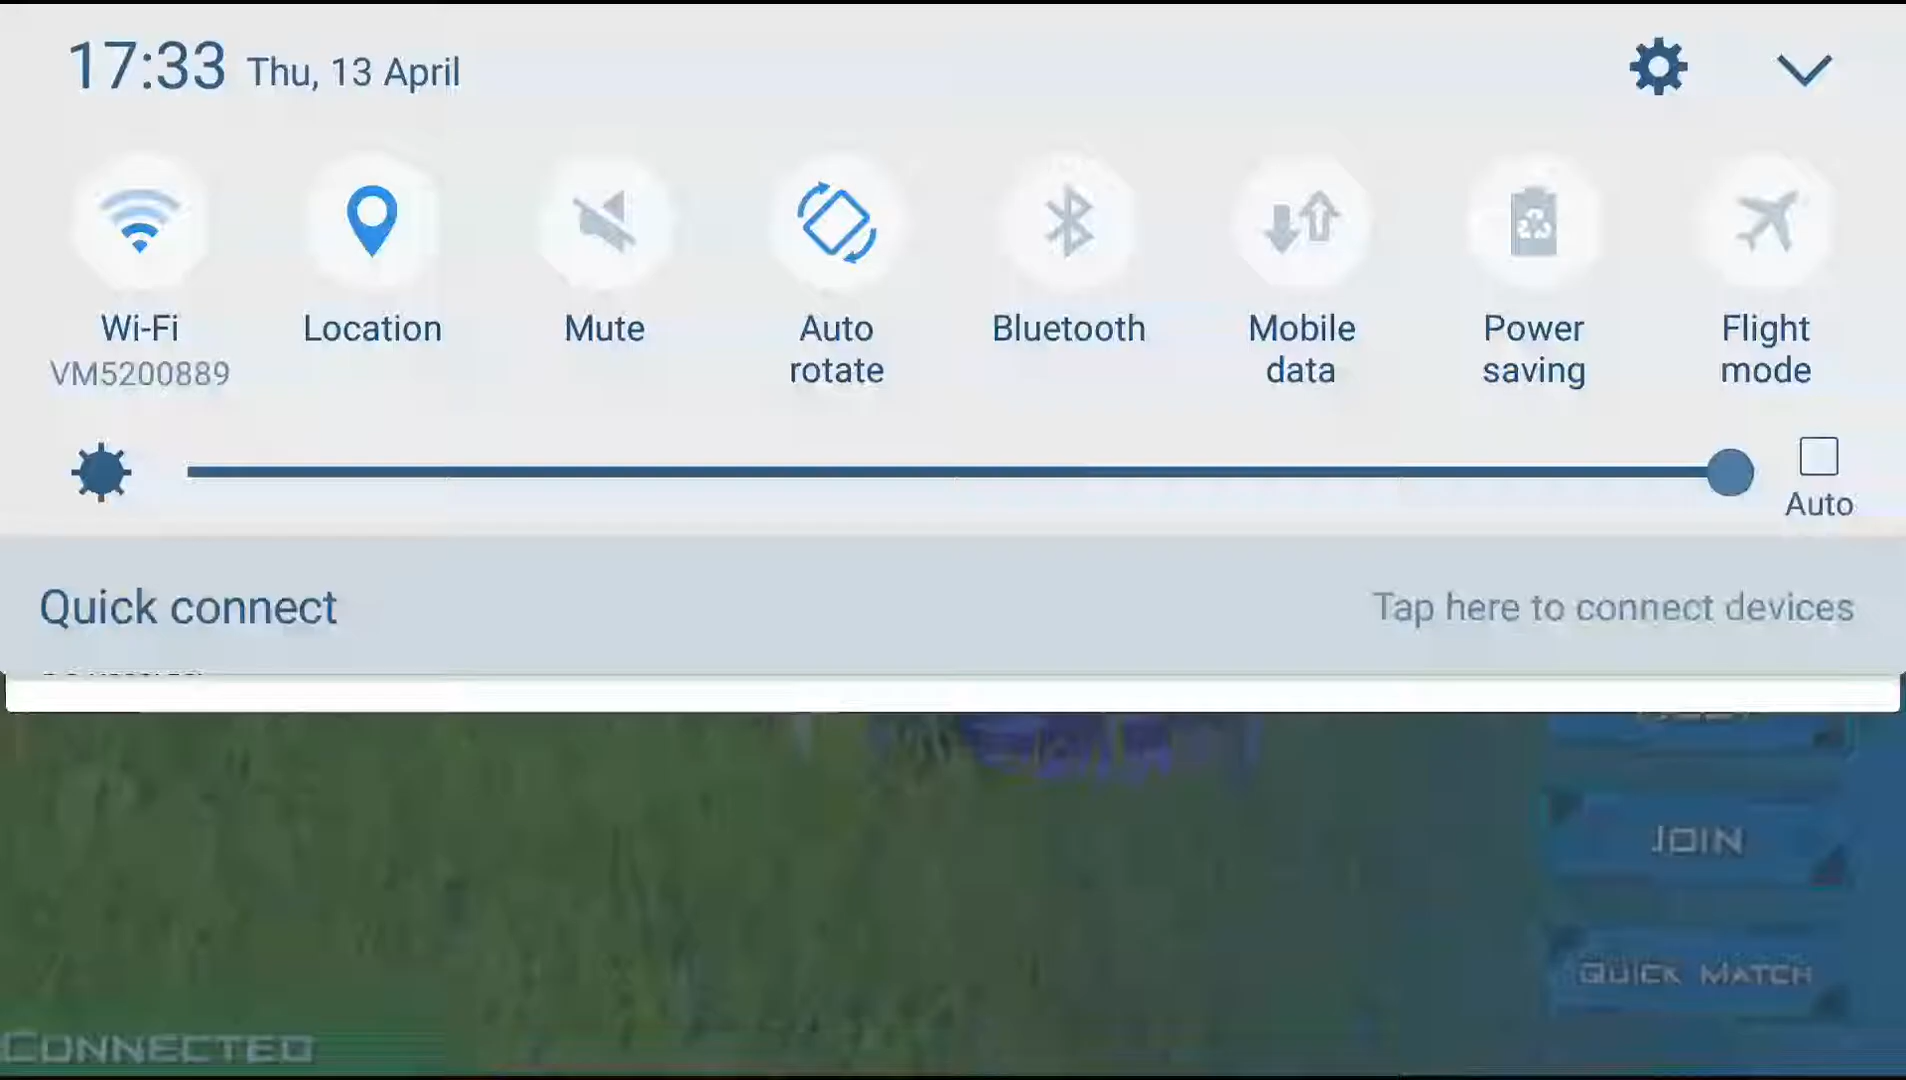 17:33 Thu, 13 April
Wi-Fi
VM5200889
Location
Mute
Auto
rotate
Bluetooth
Mobile
data
Power
saving
Flight
mode
Auto
Quick connect
Tap here to connect devices
JOIN
QUICK MATCH
CONNECTED